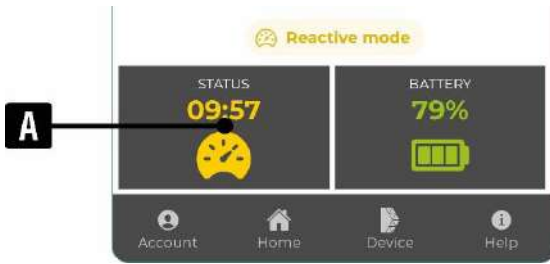 Reactive mode
STATUS
09:57
BATTERY
79%
A
Account
Home
Device
Help